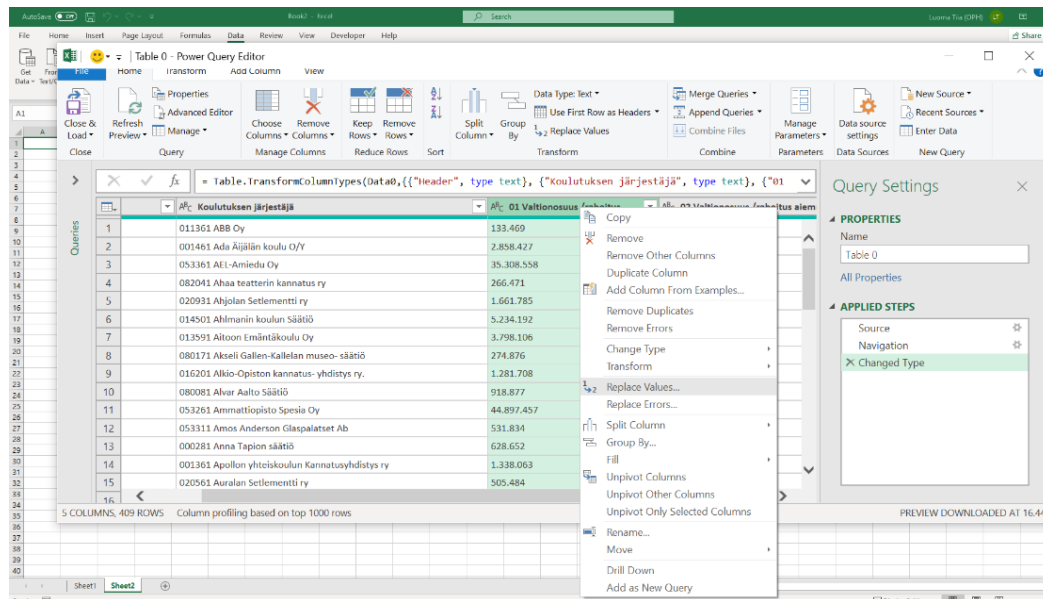 AutoSave Off Book2 - Excel Search Luoma Tiia (OPH)
File Home Insert Page Layout Formulas Data Review View Developer Help Share
Get Data
A1
Table 0 - Power Query Editor
File Home Transform Add Column View
Close & Load Refresh Preview Properties Advanced Editor Manage Choose Columns Remove Columns Keep Rows Remove Rows Split Column Group By Data Type: Text Use First Row as Headers Replace Values Merge Queries Append Queries Combine Files Manage Parameters Data source settings New Source Recent Sources Enter Data
Close Query Manage Columns Reduce Rows Sort Transform Combine Parameters Data Sources New Query
fx = Table.TransformColumnTypes(Data0,{{"Header", type text}, {"Koulutuksen järjestäjä", type text}, {"01
Queries
ABC Koulutuksen järjestäjä ABC 01 Valtionosuus /rahoitus ABC 02 Valtionosuus /rahoitus aiem
1 011361 ABB Oy 133.469
2 001461 Ada Äijälän koulu O/Y 2.858.427
3 053361 AEL-Amiedu Oy 35.308.558
4 082041 Ahaa teatterin kannatus ry 266.471
5 020931 Ahjolan Setlementti ry 1.661.785
6 014501 Ahlmanin koulun Säätiö 5.234.192
7 013591 Aitoon Emäntäkoulu Oy 3.798.106
8 080171 Akseli Gallen-Kallelan museo- säätiö 274.876
9 016201 Alkio-Opiston kannatus- yhdistys ry. 1.281.708
10 080081 Alvar Aalto Säätiö 918.877
11 053261 Ammattiopisto Spesia Oy 44.897.457
12 053311 Amos Anderson Glaspalatset Ab 531.834
13 000281 Anna Tapion säätiö 628.652
14 001361 Apollon yhteiskoulun Kannatusyhdistys ry 1.338.063
15 020561 Auralan Setlementti ry 505.484
16
5 COLUMNS, 409 ROWS Column profiling based on top 1000 rows
Copy
Remove
Remove Other Columns
Duplicate Column
Add Column From Examples...
Remove Duplicates
Remove Errors
Change Type
Transform
Replace Values...
Replace Errors...
Split Column
Group By...
Fill
Unpivot Columns
Unpivot Other Columns
Unpivot Only Selected Columns
Rename...
Move
Drill Down
Add as New Query
Query Settings
PROPERTIES
Name
Table 0
All Properties
APPLIED STEPS
Source
Navigation
Changed Type
PREVIEW DOWNLOADED AT 16.44
Sheet1 Sheet2